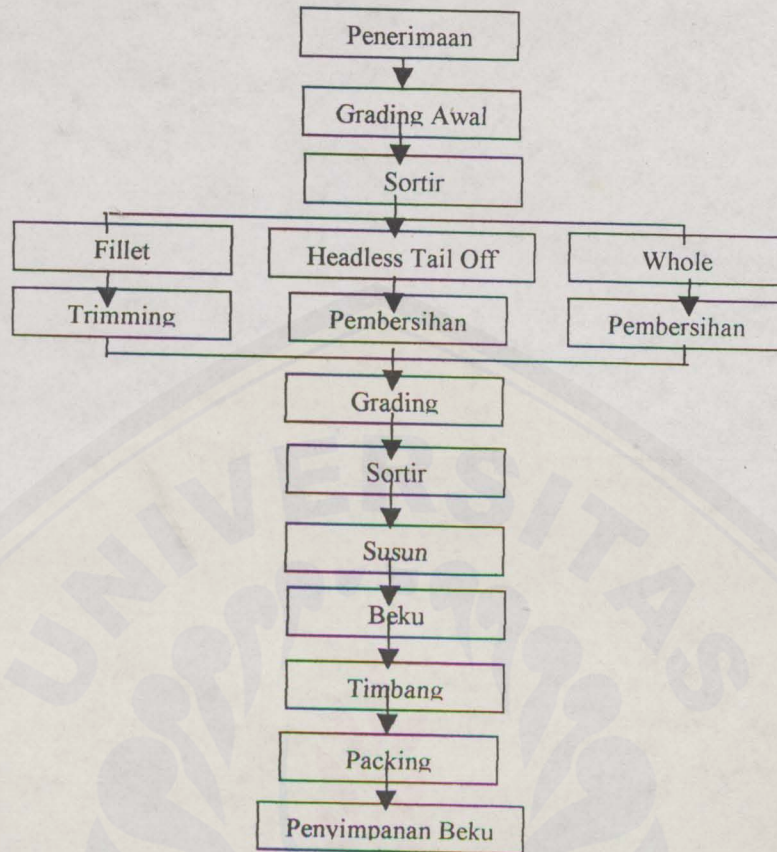 Penerimaan
Grading Awal
Sortir
Fillet
Headless Tail Off
Whole
Trimming
Pembersihan
Pembersihan
Grading
Sortir
Susun
Beku
Timbang
Packing
Penyimpanan Beku
UNIVERSITAS